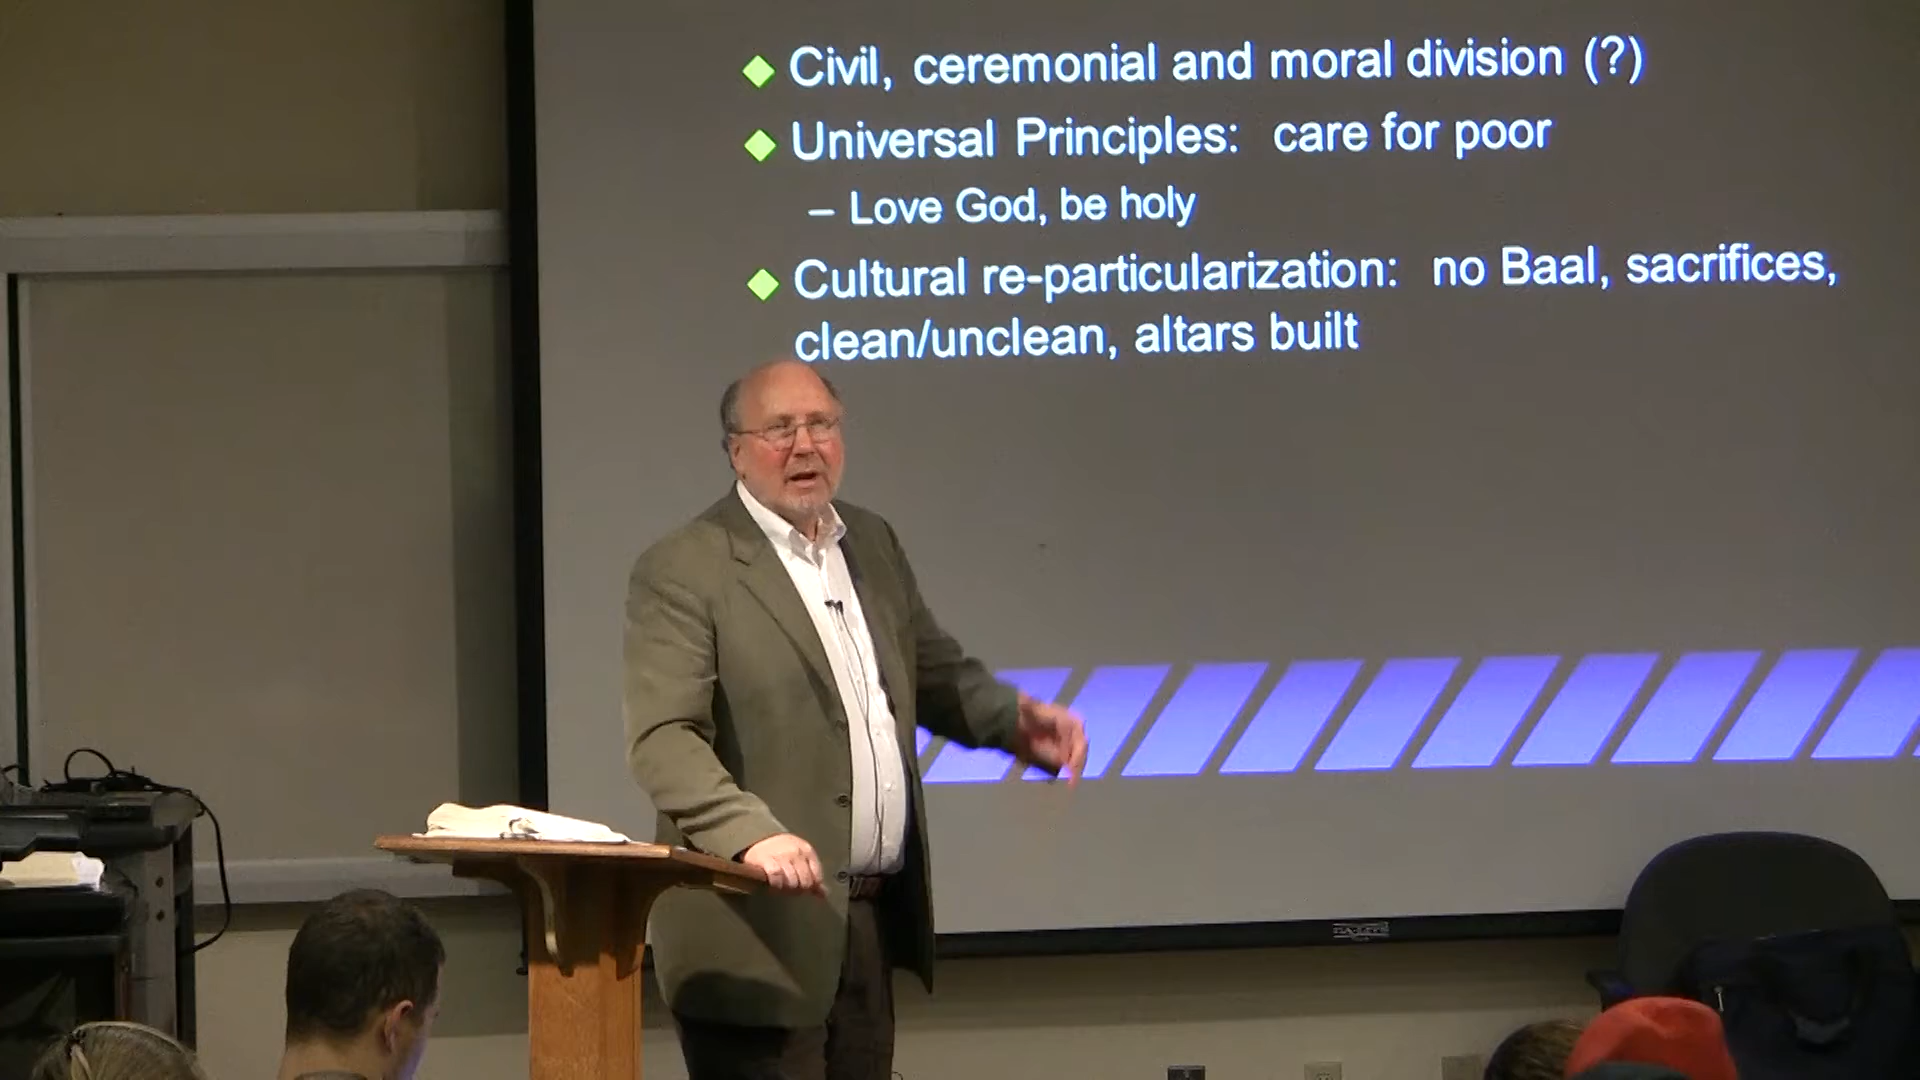 Civil, ceremonial and moral division (?)
Universal Principles: care for poor
– Love God, be holy
Cultural re-particularization: no Baal, sacrifices,
clean/unclean, altars built